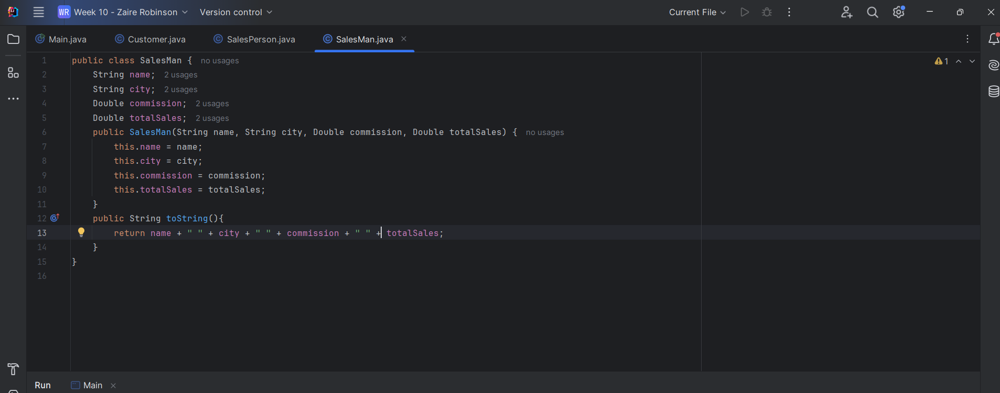 WR Week 10 - Zaire Robinson Version control Current File
Main.java Customer.java SalesPerson.java SalesMan.java
1 public class SalesMan { no usages 1
2 String name; 2 usages
3 String city; 2 usages
4 Double commission; 2 usages
5 Double totalSales; 2 usages
6 public SalesMan(String name, String city, Double commission, Double totalSales) { no usages
7 this.name = name;
8 this.city = city;
9 this.commission = commission;
10 this.totalSales = totalSales;
11 }
12 public String toString(){
13 return name + " " + city + " " + commission + " " + totalSales;
14 }
15 }
16
Run Main